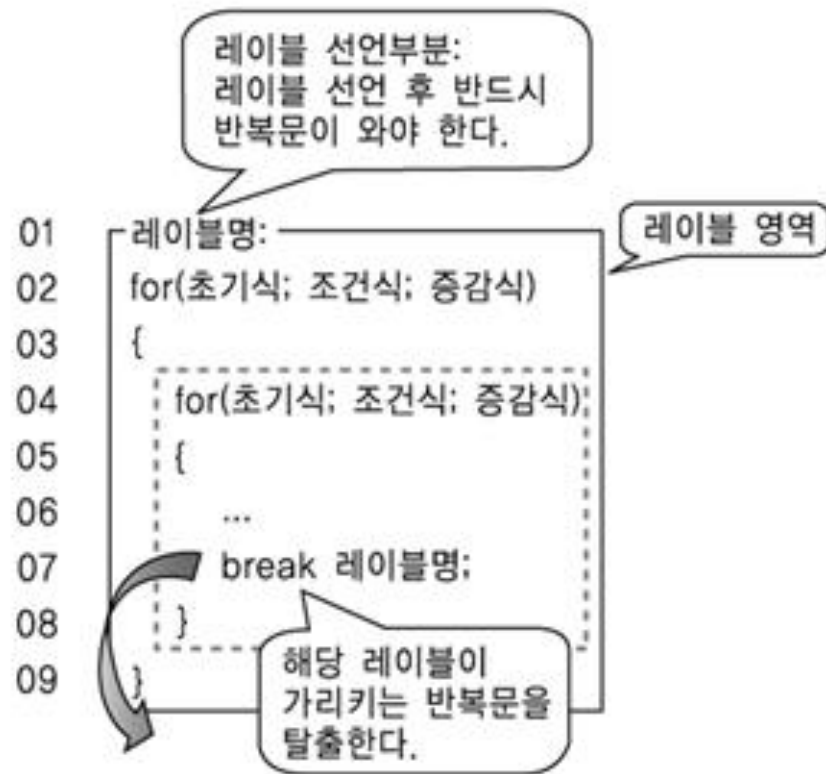 레이블 선언부분:
레이블 선언 후 반드시
반복문이 와야 한다.
01 레이블명:
레이블 영역
02 for(초기식; 조건식; 증감식)
03 {
04 for(초기식; 조건식; 증감식)
05 {
06 ...
07 break 레이블명;
08 }
09 }
해당 레이블이
가리키는 반복문을
탈출한다.